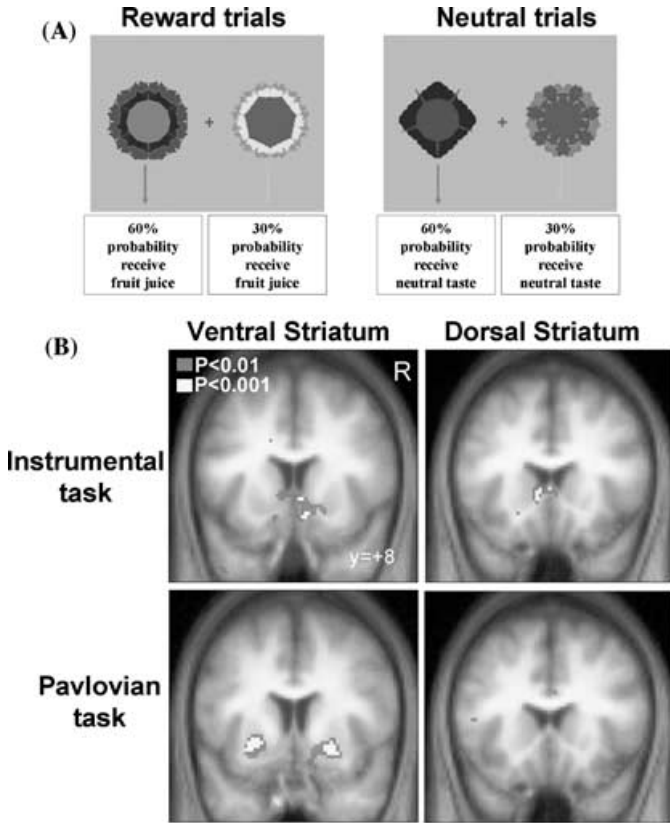 (A)
Reward trials
Neutral trials
+
+
60%
probability
receive
fruit juice
30%
probability
receive
fruit juice
60%
probability
receive
neutral taste
30%
probability
receive
neutral taste
(B)
Ventral Striatum
Dorsal Striatum
P<0.01
P<0.001
R
Instrumental
task
y=+8
Pavlovian
task